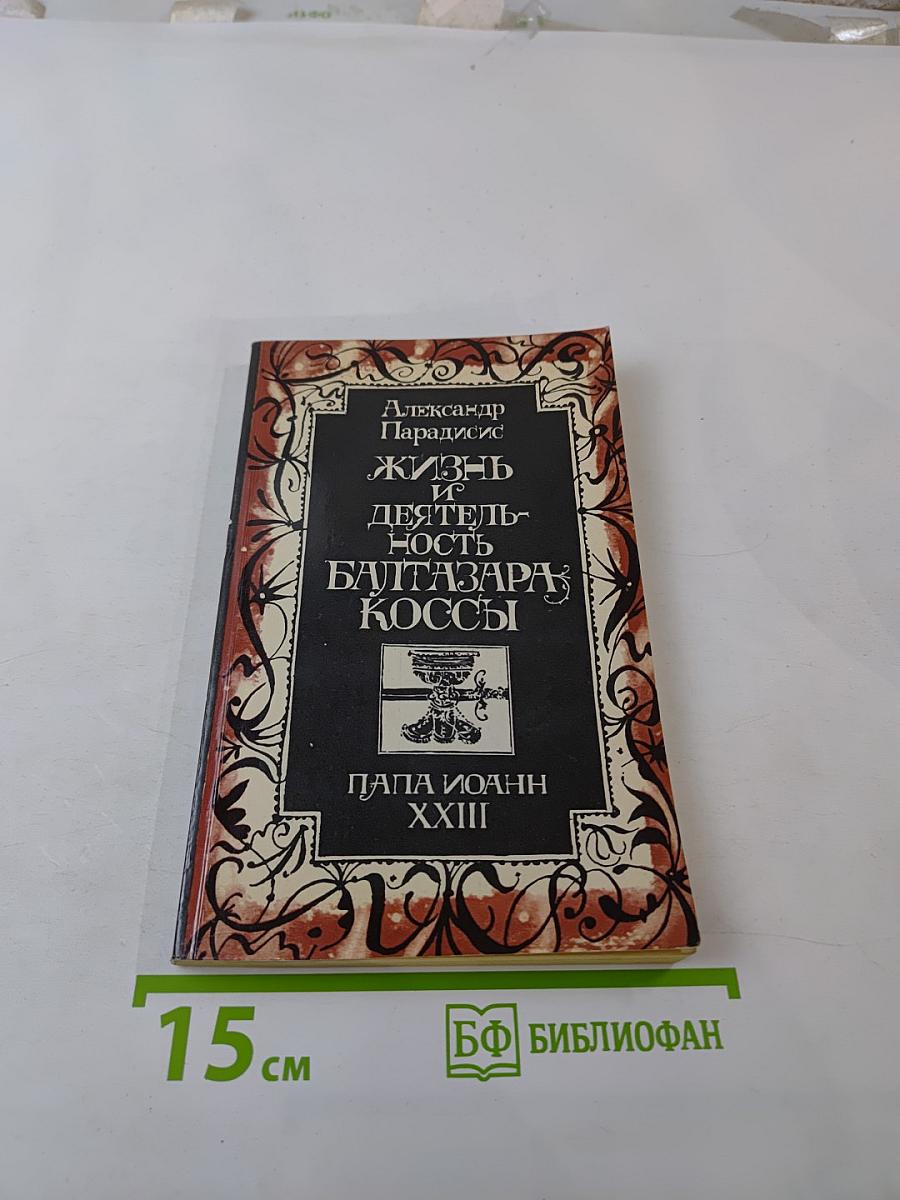 Александр
Парадисис
ЖИЗНЬ
И
ДЕЯТЕЛЬ-
НОСТЬ
БАЛТАЗАРА
КОССЫ
ПАПА ИОАНН
XXIII
15 см
БФ БИБЛИОФАН